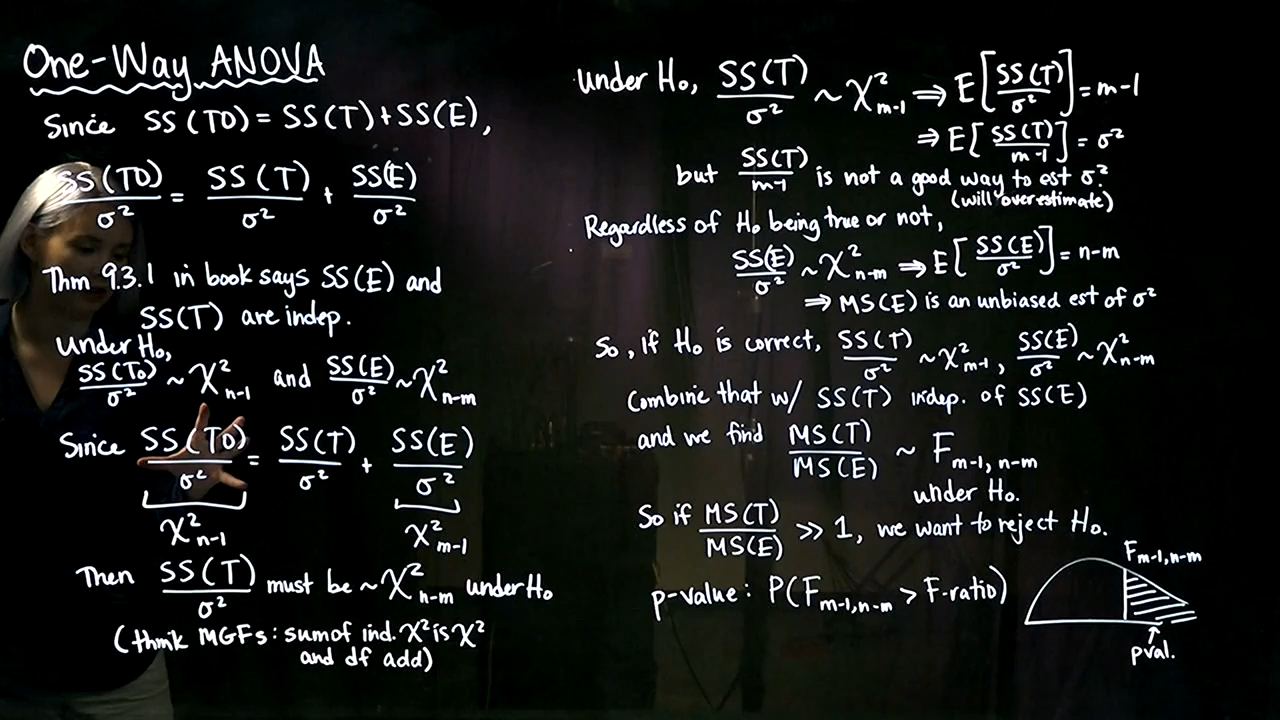 One-Way ANOVA
Since SS(TO) = SS(T) + SS(E),
SS(TO)/σ² = SS(T)/σ² + SS(E)/σ²
Thm 9.3.1 in book says SS(E) and
SS(T) are indep.
Under H₀,
SS(TO)/σ² ~ χ²ₙ₋₁ and SS(E)/σ² ~ χ²ₙ₋ₘ
Since SS(TO)/σ² = SS(T)/σ² + SS(E)/σ²
χ²ₙ₋₁ χ²ₘ₋₁
Then SS(T)/σ² must be ~ χ²ₙ₋ₘ under H₀
(think MGFs: sum of ind. χ² is χ²
and df add)
under H₀, SS(T)/σ² ~ χ²ₘ₋₁ ⇒ E[SS(T)/σ²] = m-1
⇒ E[SS(T)/m-1] = σ²
but SS(T)/m-1 is not a good way to est σ².
(will overestimate)
Regardless of H₀ being true or not,
SS(E)/σ² ~ χ²ₙ₋ₘ ⇒ E[SS(E)/σ²] = n-m
⇒ MS(E) is an unbiased est of σ²
So, if H₀ is correct, SS(T)/σ² ~ χ²ₘ₋₁, SS(E)/σ² ~ χ²ₙ₋ₘ
Combine that w/ SS(T) indep. of SS(E)
and we find MS(T)/MS(E) ~ Fₘ₋₁,ₙ₋ₘ
under H₀.
So if MS(T)/MS(E) >> 1, we want to reject H₀.
p-value: P(Fₘ₋₁,ₙ₋ₘ > F-ratio)
Fₘ₋₁,ₙ₋ₘ
pval.